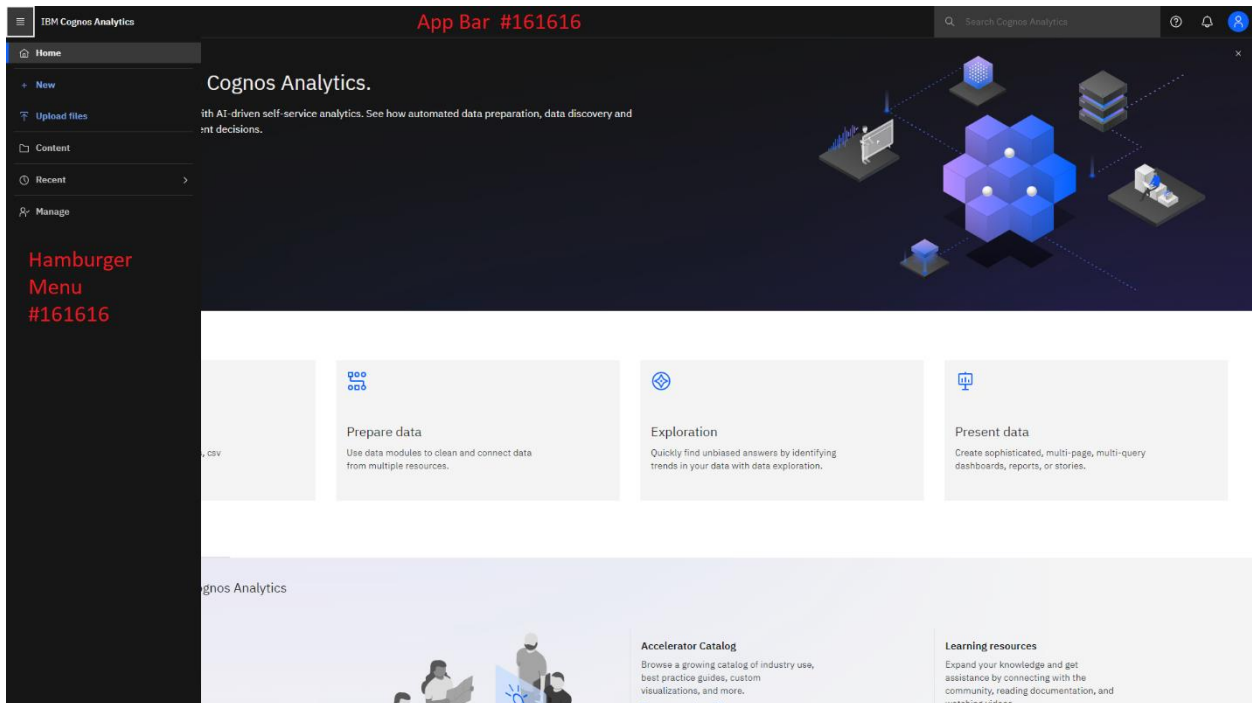 IBM Cognos Analytics
App Bar #161616
Search Cognos Analytics
Home
New
Upload files
Content
Recent
Manage
Hamburger
Menu
#161616
Cognos Analytics.
ith AI-driven self-service analytics. See how automated data preparation, data discovery and
ent decisions.
, csv
Prepare data
Use data modules to clean and connect data
from multiple resources.
Exploration
Quickly find unbiased answers by identifying
trends in your data with data exploration.
Present data
Create sophisticated, multi-page, multi-query
dashboards, reports, or stories.
gnos Analytics
Accelerator Catalog
Browse a growing catalog of industry use,
best practice guides, custom
visualizations, and more.
Learning resources
Expand your knowledge and get
assistance by connecting with the
community, reading documentation, and
watching videos.